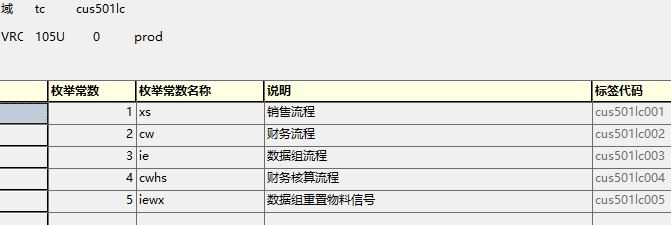 域 tc cus501lc
VRC 105U 0 prod
枚举常数 枚举常数名称 说明 标签代码
1 xs 销售流程 cus501lc001
2 cw 财务流程 cus501lc002
3 ie 数据组流程 cus501lc003
4 cwhs 财务核算流程 cus501lc004
5 iewx 数据组重置物料信号 cus501lc005